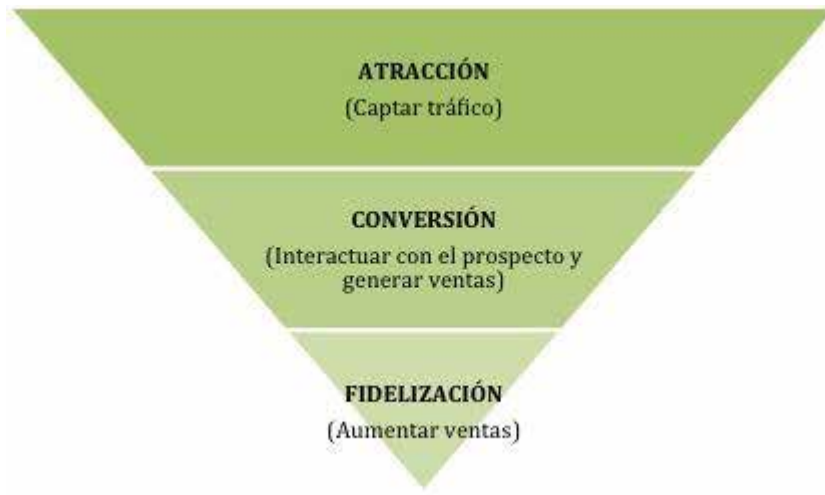 ATRACCIÓN
(Captar tráfico)
CONVERSIÓN
(Interactuar con el prospecto y
generar ventas)
FIDELIZACIÓN
(Aumentar ventas)